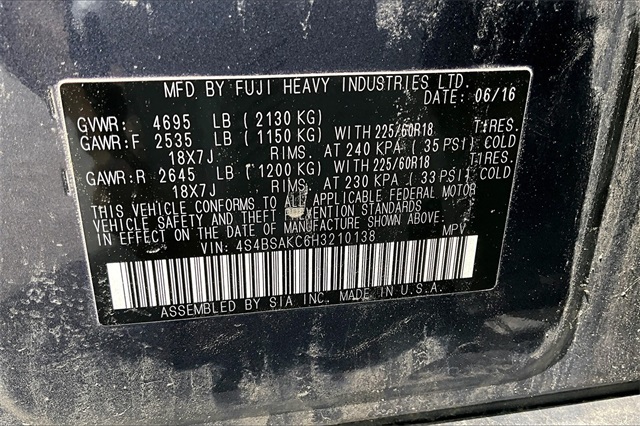 MFD. BY FUJI HEAVY INDUSTRIES LTD.
DATE: 06/16
GVWR: 4695 LB (2130 KG)
GAWR:F 2535 LB (1150 KG) WITH 225/60R18 TIRES.
18X7J RIMS. AT 240 KPA (35 PSI) COLD
GAWR:R 2645 LB (1200 KG) WITH 225/60R18 TIRES.
18X7J RIMS. AT 230 KPA (33 PSI) COLD
THIS VEHICLE CONFORMS TO ALL APPLICABLE FEDERAL MOTOR
VEHICLE SAFETY AND THEFT PREVENTION STANDARDS
IN EFFECT ON THE DATE OF MANUFACTURE SHOWN ABOVE.
VIN: 4S4BSAKC6H3210138 MPV
ASSEMBLED BY SIA INC. MADE IN U.S.A.